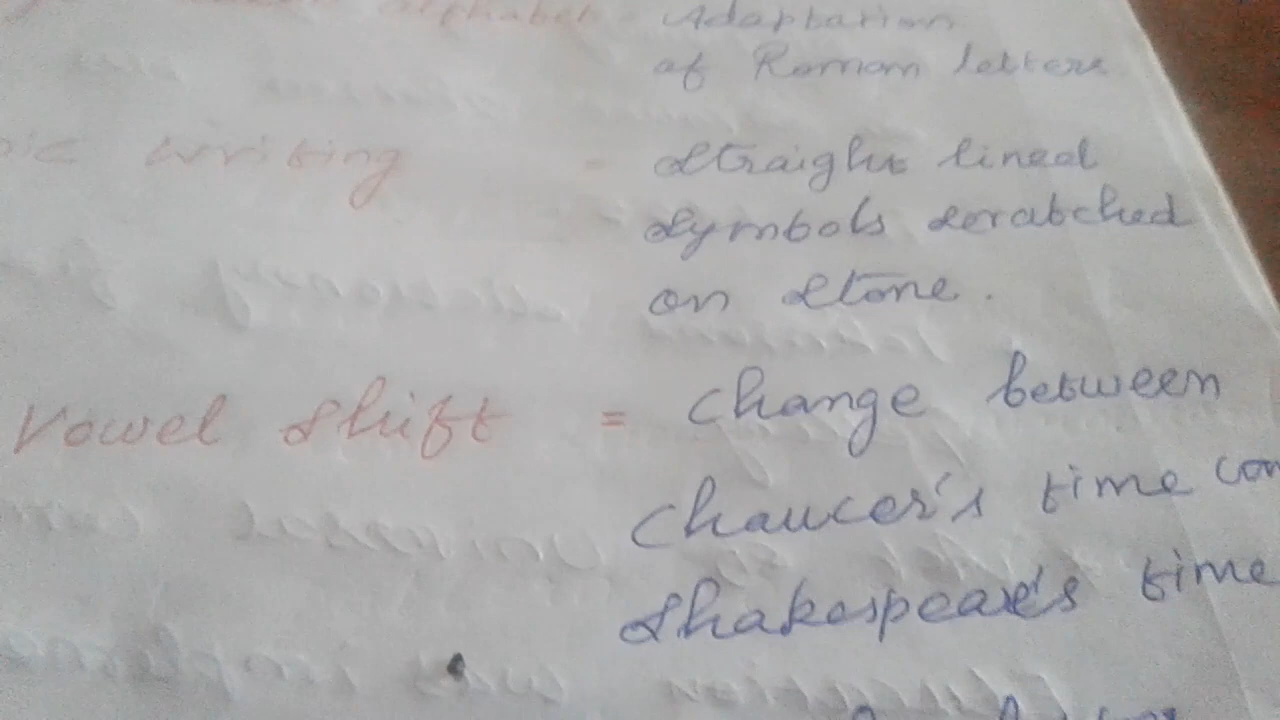 alphabet - Adaptation
of Roman letters
writing - Straight lined
symbols scratched
on stone.
Vowel Shift = Change between
Chaucer's time
Shakespeare's time